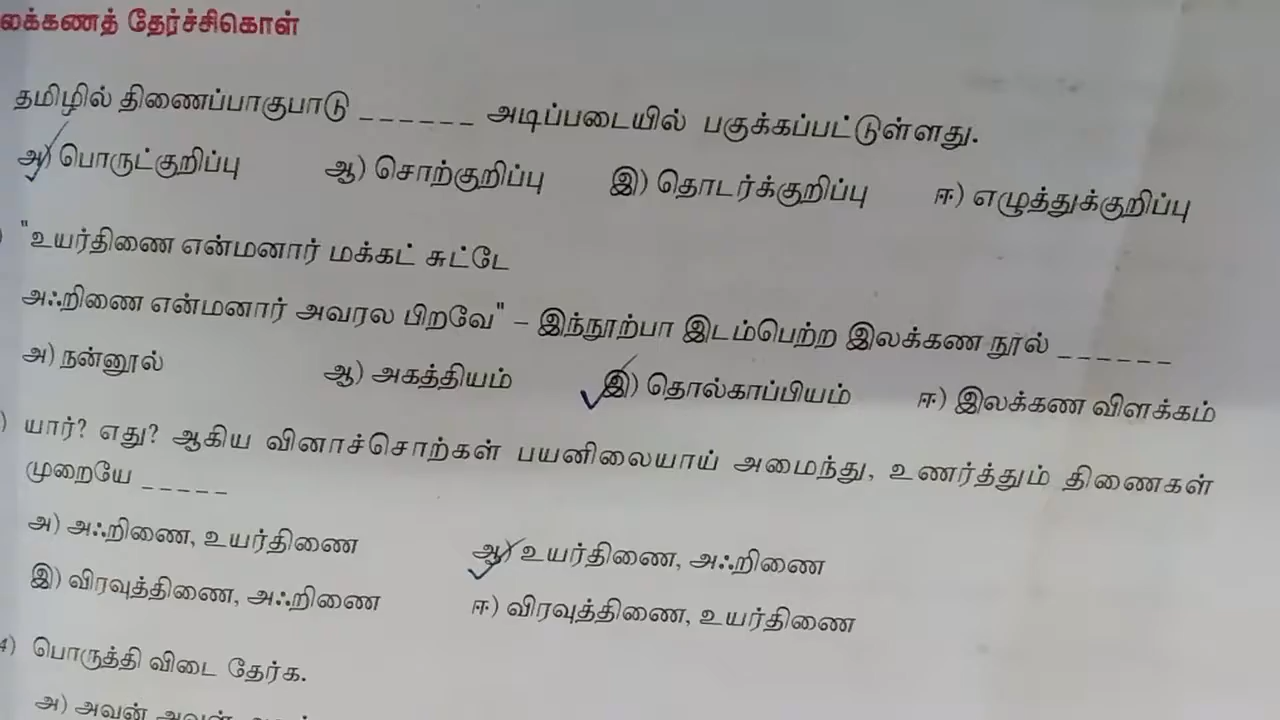 லக்கணத் தேர்ச்சிகொள்
தமிழில் திணைப்பாகுபாடு ______ அடிப்படையில் பகுக்கப்பட்டுள்ளது.
அ) பொருட்குறிப்பு ஆ) சொற்குறிப்பு இ) தொடர்க்குறிப்பு ஈ) எழுத்துக்குறிப்பு
) "உயர்திணை என்மனார் மக்கட் சுட்டே
அஃறிணை என்மனார் அவரல பிறவே" – இந்நூற்பா இடம்பெற்ற இலக்கண நூல் ______
அ) நன்னூல் ஆ) அகத்தியம் இ) தொல்காப்பியம் ஈ) இலக்கண விளக்கம்
) யார்? எது? ஆகிய வினாச்சொற்கள் பயனிலையாய் அமைந்து, உணர்த்தும் திணைகள்
முறையே _____
அ) அஃறிணை, உயர்திணை ஆ) உயர்திணை, அஃறிணை
இ) விரவுத்திணை, அஃறிணை ஈ) விரவுத்திணை, உயர்திணை
4) பொருத்தி விடை தேர்க.
அ) அவன் அவள்